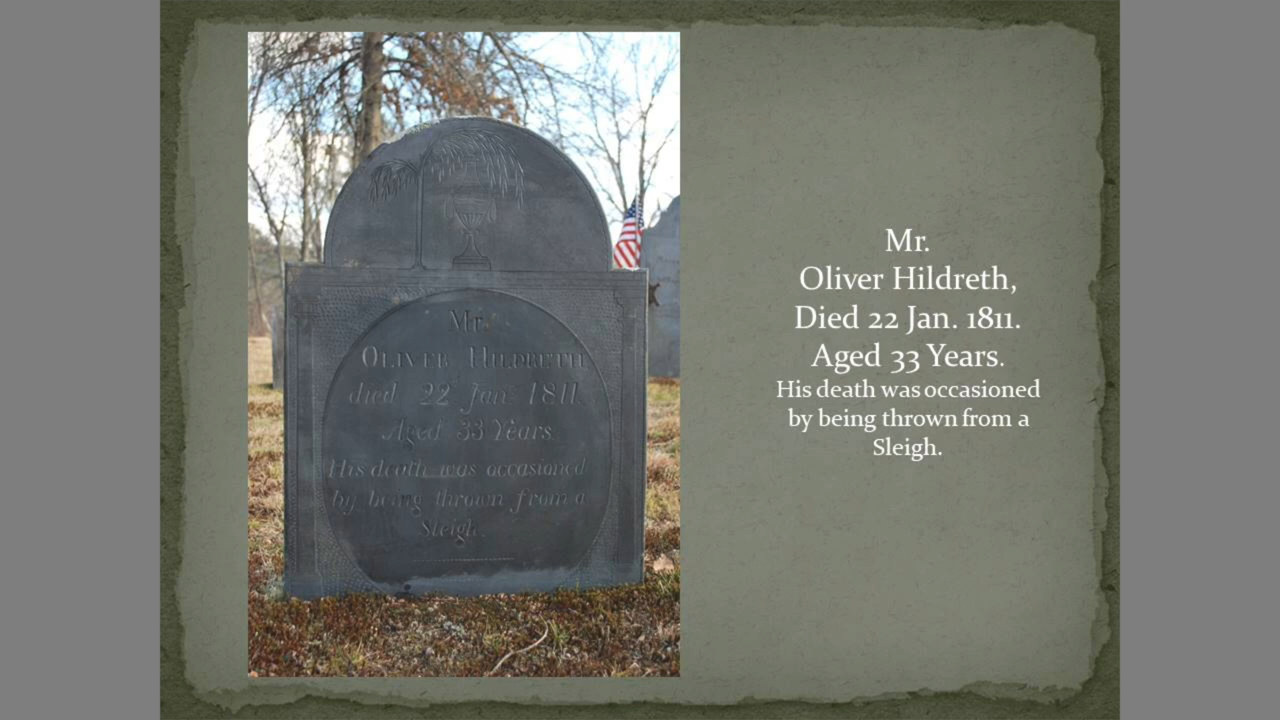 Mr.
OLIVER HILDRETH
died 22 Jan: 1811.
Aged 33 Years.
His death was occasioned
by being thrown from a
Sleigh.
Mr.
Oliver Hildreth,
Died 22 Jan. 1811.
Aged 33 Years.
His death was occasioned
by being thrown from a
Sleigh.